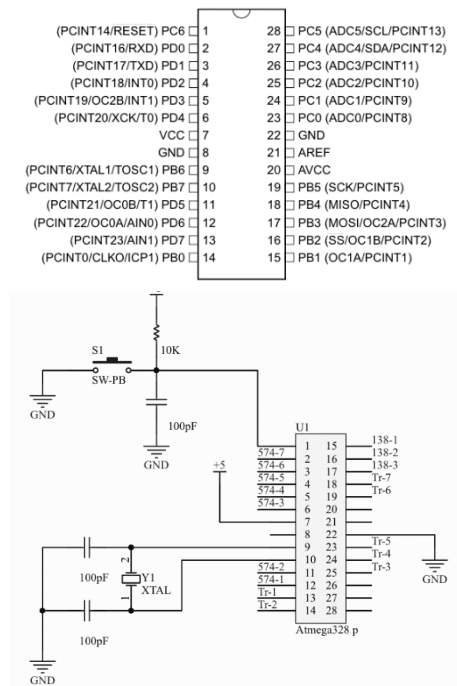 (PCINT14/RESET) PC6 1 28 PC5 (ADC5/SCL/PCINT13)
(PCINT16/RXD) PD0 2 27 PC4 (ADC4/SDA/PCINT12)
(PCINT17/TXD) PD1 3 26 PC3 (ADC3/PCINT11)
(PCINT18/INT0) PD2 4 25 PC2 (ADC2/PCINT10)
(PCINT19/OC2B/INT1) PD3 5 24 PC1 (ADC1/PCINT9)
(PCINT20/XCK/T0) PD4 6 23 PC0 (ADC0/PCINT8)
VCC 7 22 GND
GND 8 21 AREF
(PCINT6/XTAL1/TOSC1) PB6 9 20 AVCC
(PCINT7/XTAL2/TOSC2) PB7 10 19 PB5 (SCK/PCINT5)
(PCINT21/OC0B/T1) PD5 11 18 PB4 (MISO/PCINT4)
(PCINT22/OC0A/AIN0) PD6 12 17 PB3 (MOSI/OC2A/PCINT3)
(PCINT23/AIN1) PD7 13 16 PB2 (SS/OC1B/PCINT2)
(PCINT0/CLKO/ICP1) PB0 14 15 PB1 (OC1A/PCINT1)
S1
10K
SW-PB
GND
100pF
GND
U1
1 15 138-1
574-7 2 16 138-2
574-6 3 17 138-3
574-5 4 18 Tr-7
574-4 5 19 Tr-6
574-3 6 20
+5
7 21
8 22
9 23 Tr-5
10 24 Tr-4
574-2 11 25 Tr-3
574-1 12 26
Tr-1 13 27
Tr-2 14 28
Atmega328 p
GND
100pF
2
Y1
XTAL
1
100pF
GND